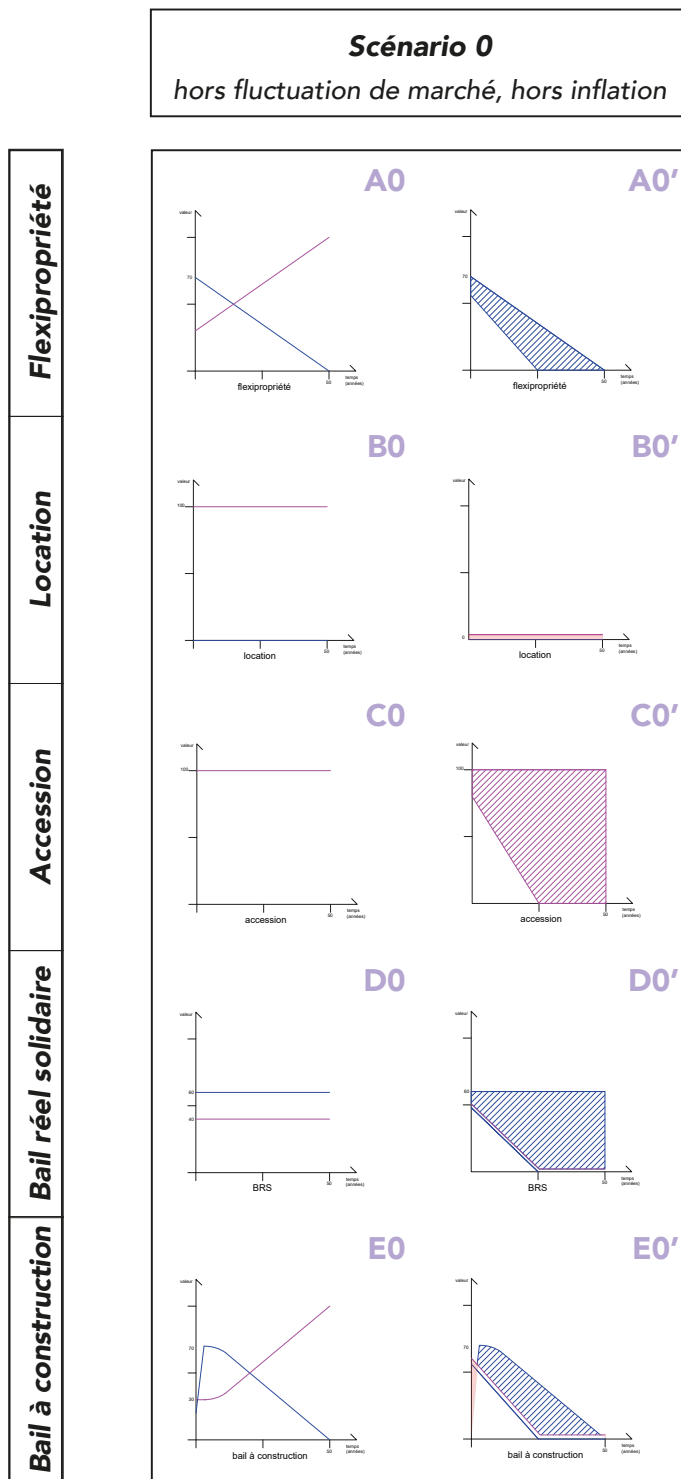 Scénario 0
hors fluctuation de marché, hors inflation
Flexipropriété
A0
valeur
70
50
temps
(années)
flexipropriété
A0'
valeur
70
50
temps
(années)
flexipropriété
Location
B0
valeur
100
50
temps
(années)
location
B0'
valeur
0
50
temps
(années)
location
Accession
C0
valeur
100
50
temps
(années)
accession
C0'
valeur
100
50
temps
(années)
accession
Bail réel solidaire
D0
valeur
60
40
50
temps
(années)
BRS
D0'
valeur
60
50
temps
(années)
BRS
Bail à construction
E0
valeur
70
30
50
temps
(années)
bail à construction
E0'
valeur
70
50
temps
(années)
bail à construction